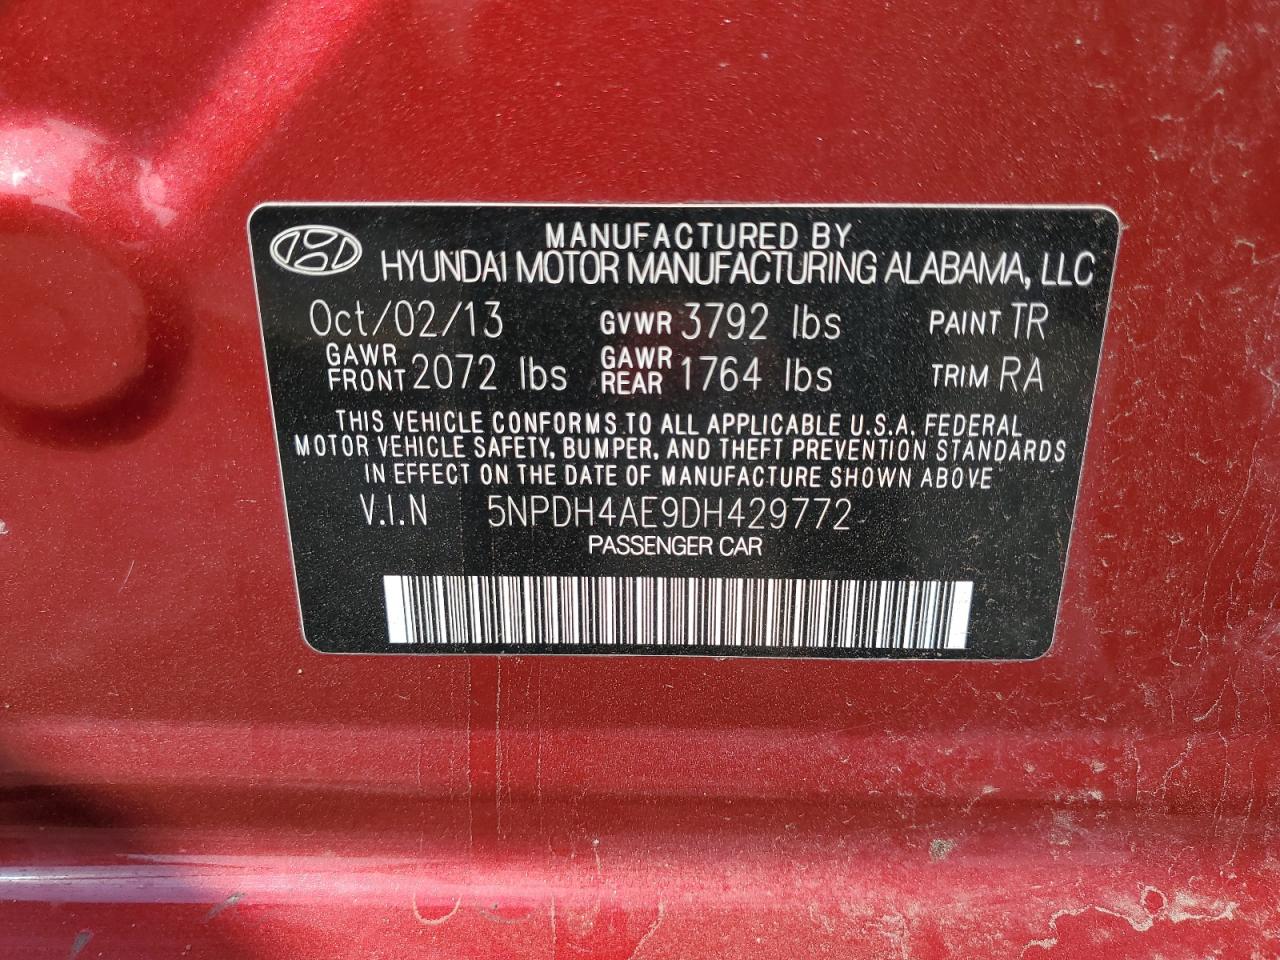 MANUFACTURED BY
HYUNDAI MOTOR MANUFACTURING ALABAMA, LLC
Oct/02/13 GVWR 3792 lbs PAINT TR
GAWR FRONT 2072 lbs GAWR REAR 1764 lbs TRIM RA
THIS VEHICLE CONFORMS TO ALL APPLICABLE U.S.A. FEDERAL
MOTOR VEHICLE SAFETY, BUMPER, AND THEFT PREVENTION STANDARDS
IN EFFECT ON THE DATE OF MANUFACTURE SHOWN ABOVE
V.I.N 5NPDH4AE9DH429772
PASSENGER CAR